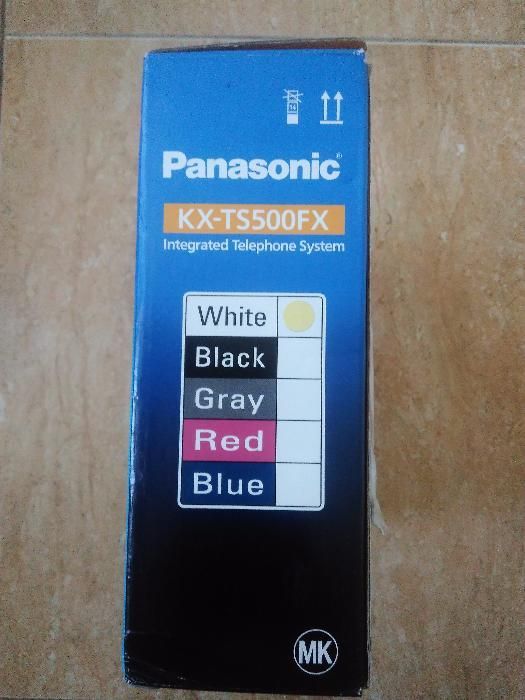 Panasonic®
KX-TS500FX
Integrated Telephone System
White
Black
Gray
Red
Blue
MK